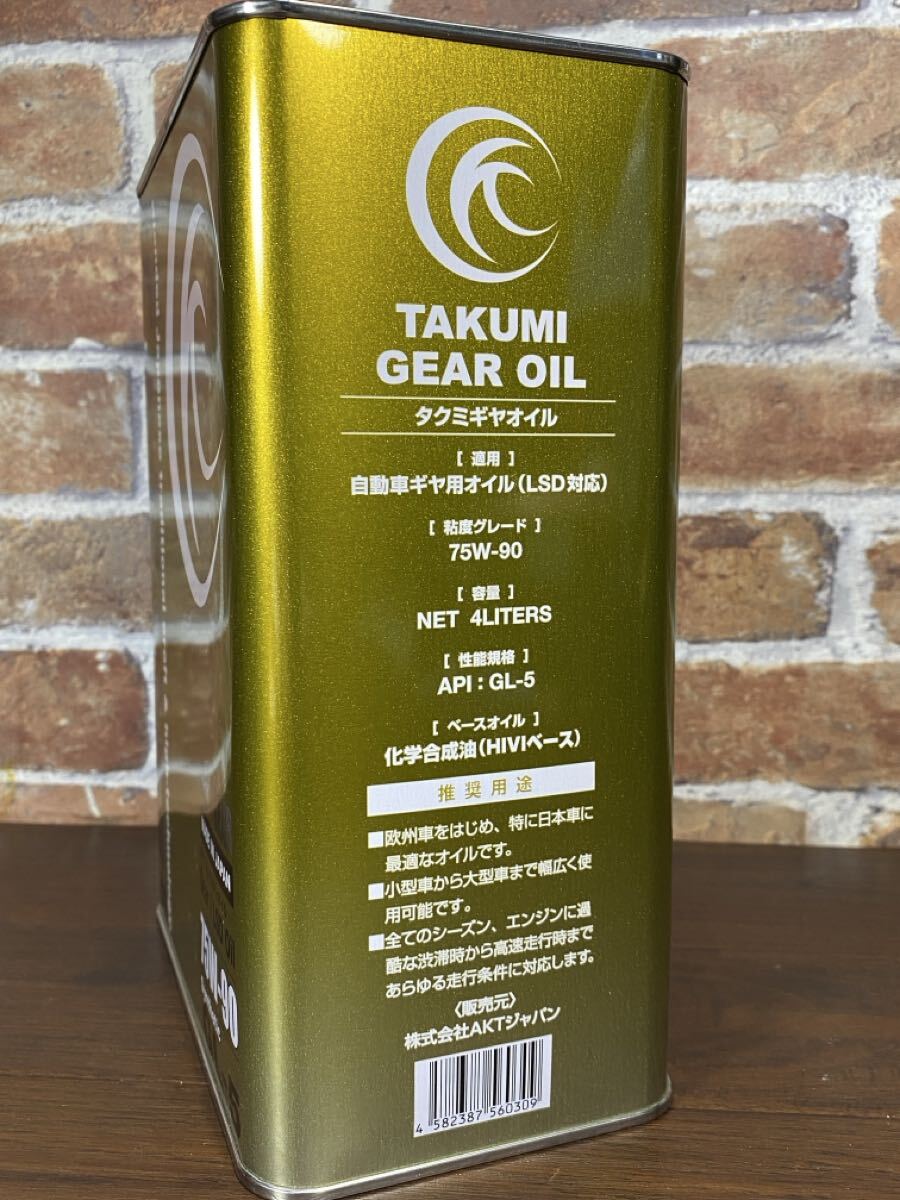 TAKUMI
GEAR OIL
タクミギヤオイル
[ 適用 ]
自動車ギヤ用オイル(LSD対応)
[ 粘度グレード ]
75W-90
[ 容量 ]
NET 4LITERS
[ 性能規格 ]
API : GL-5
[ ベースオイル ]
化学合成油(HIVIベース)
推奨用途
■欧州車をはじめ、特に日本車に
最適なオイルです。
■小型車から大型車まで幅広く使
用可能です。
■全てのシーズン、エンジンに過
酷な渋滞時から高速走行時まで
あらゆる走行条件に対応します。
〈販売元〉
株式会社AKTジャパン
4 582387 560309
75W-90